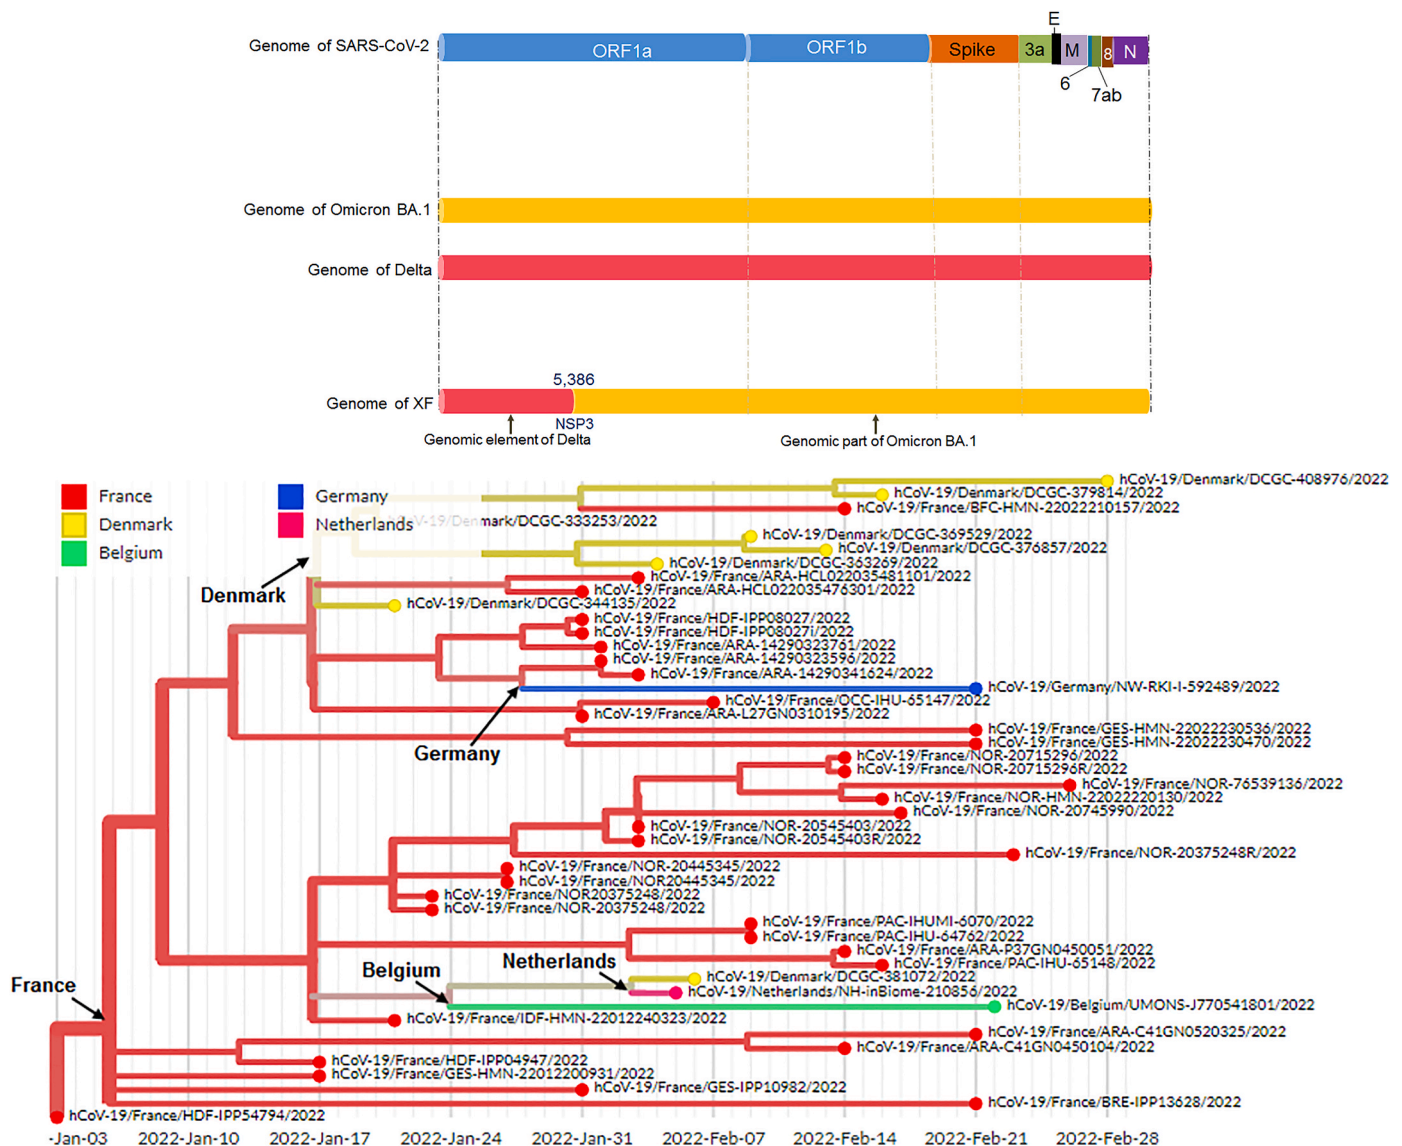 E
Genome of SARS-CoV-2
ORF1a
ORF1b
Spike
3a
M
8
N
6
7ab
Genome of Omicron BA.1
Genome of Delta
5,386
Genome of XF
NSP3
Genomic element of Delta
Genomic part of Omicron BA.1
France
Denmark
Belgium
Germany
Netherlands
hCoV-19/Denmark/DCGC-408976/2022
hCoV-19/Denmark/DCGC-379814/2022
hCoV-19/France/BFC-HMN-22022210157/2022
hCoV-19/Denmark/DCGC-333253/2022
hCoV-19/Denmark/DCGC-369529/2022
hCoV-19/Denmark/DCGC-376857/2022
hCoV-19/Denmark/DCGC-363269/2022
hCoV-19/France/ARA-HCL022035481101/2022
hCoV-19/France/ARA-HCL022035476301/2022
Denmark
hCoV-19/Denmark/DCGC-344135/2022
hCoV-19/France/HDF-IPP08027/2022
hCoV-19/France/HDF-IPP08027i/2022
hCoV-19/France/ARA-14290323761/2022
hCoV-19/France/ARA-14290323596/2022
hCoV-19/France/ARA-14290341624/2022
hCoV-19/Germany/NW-RKI-I-592489/2022
hCoV-19/France/OCC-IHU-65147/2022
hCoV-19/France/ARA-L27GN0310195/2022
hCoV-19/France/GES-HMN-22022230536/2022
hCoV-19/France/GES-HMN-22022230470/2022
Germany
hCoV-19/France/NOR-20715296/2022
hCoV-19/France/NOR-20715296R/2022
hCoV-19/France/NOR-76539136/2022
hCoV-19/France/NOR-HMN-22022220130/2022
hCoV-19/France/NOR-20745990/2022
hCoV-19/France/NOR-20545403/2022
hCoV-19/France/NOR-20545403R/2022
hCoV-19/France/NOR-20375248R/2022
hCoV-19/France/NOR-20445345/2022
hCoV-19/France/NOR20445345/2022
hCoV-19/France/NOR20375248/2022
hCoV-19/France/NOR-20375248/2022
hCoV-19/France/PAC-IHUMI-6070/2022
hCoV-19/France/PAC-IHU-64762/2022
hCoV-19/France/ARA-P37GN0450051/2022
hCoV-19/France/PAC-IHU-65148/2022
Netherlands
Belgium
hCoV-19/Denmark/DCGC-381072/2022
France
hCoV-19/Netherlands/NH-inBiome-210856/2022
hCoV-19/Belgium/UMONS-J770541801/2022
hCoV-19/France/IDF-HMN-22012240323/2022
hCoV-19/France/ARA-C41GN0520325/2022
hCoV-19/France/ARA-C41GN0450104/2022
hCoV-19/France/HDF-IPP04947/2022
hCoV-19/France/GES-HMN-22012200931/2022
hCoV-19/France/GES-IPP10982/2022
hCoV-19/France/BRE-IPP13628/2022
hCoV-19/France/HDF-IPP54794/2022
-Jan-03 2022-Jan-10 2022-Jan-17 2022-Jan-24 2022-Jan-31 2022-Feb-07 2022-Feb-14 2022-Feb-21 2022-Feb-28